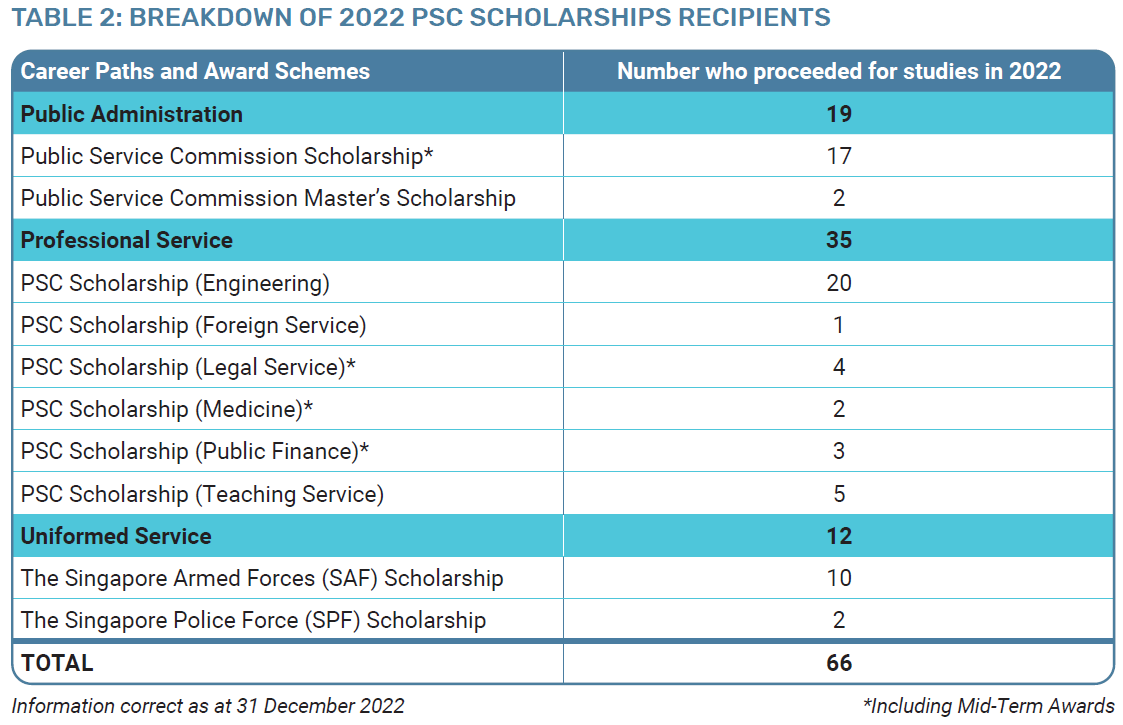 TABLE 2: BREAKDOWN OF 2022 PSC SCHOLARSHIPS RECIPIENTS
Career Paths and Award Schemes Number who proceeded for studies in 2022
Public Administration 19
Public Service Commission Scholarship* 17
Public Service Commission Master’s Scholarship 2
Professional Service 35
PSC Scholarship (Engineering) 20
PSC Scholarship (Foreign Service) 1
PSC Scholarship (Legal Service)* 4
PSC Scholarship (Medicine)* 2
PSC Scholarship (Public Finance)* 3
PSC Scholarship (Teaching Service) 5
Uniformed Service 12
The Singapore Armed Forces (SAF) Scholarship 10
The Singapore Police Force (SPF) Scholarship 2
TOTAL 66
Information correct as at 31 December 2022 *Including Mid-Term Awards